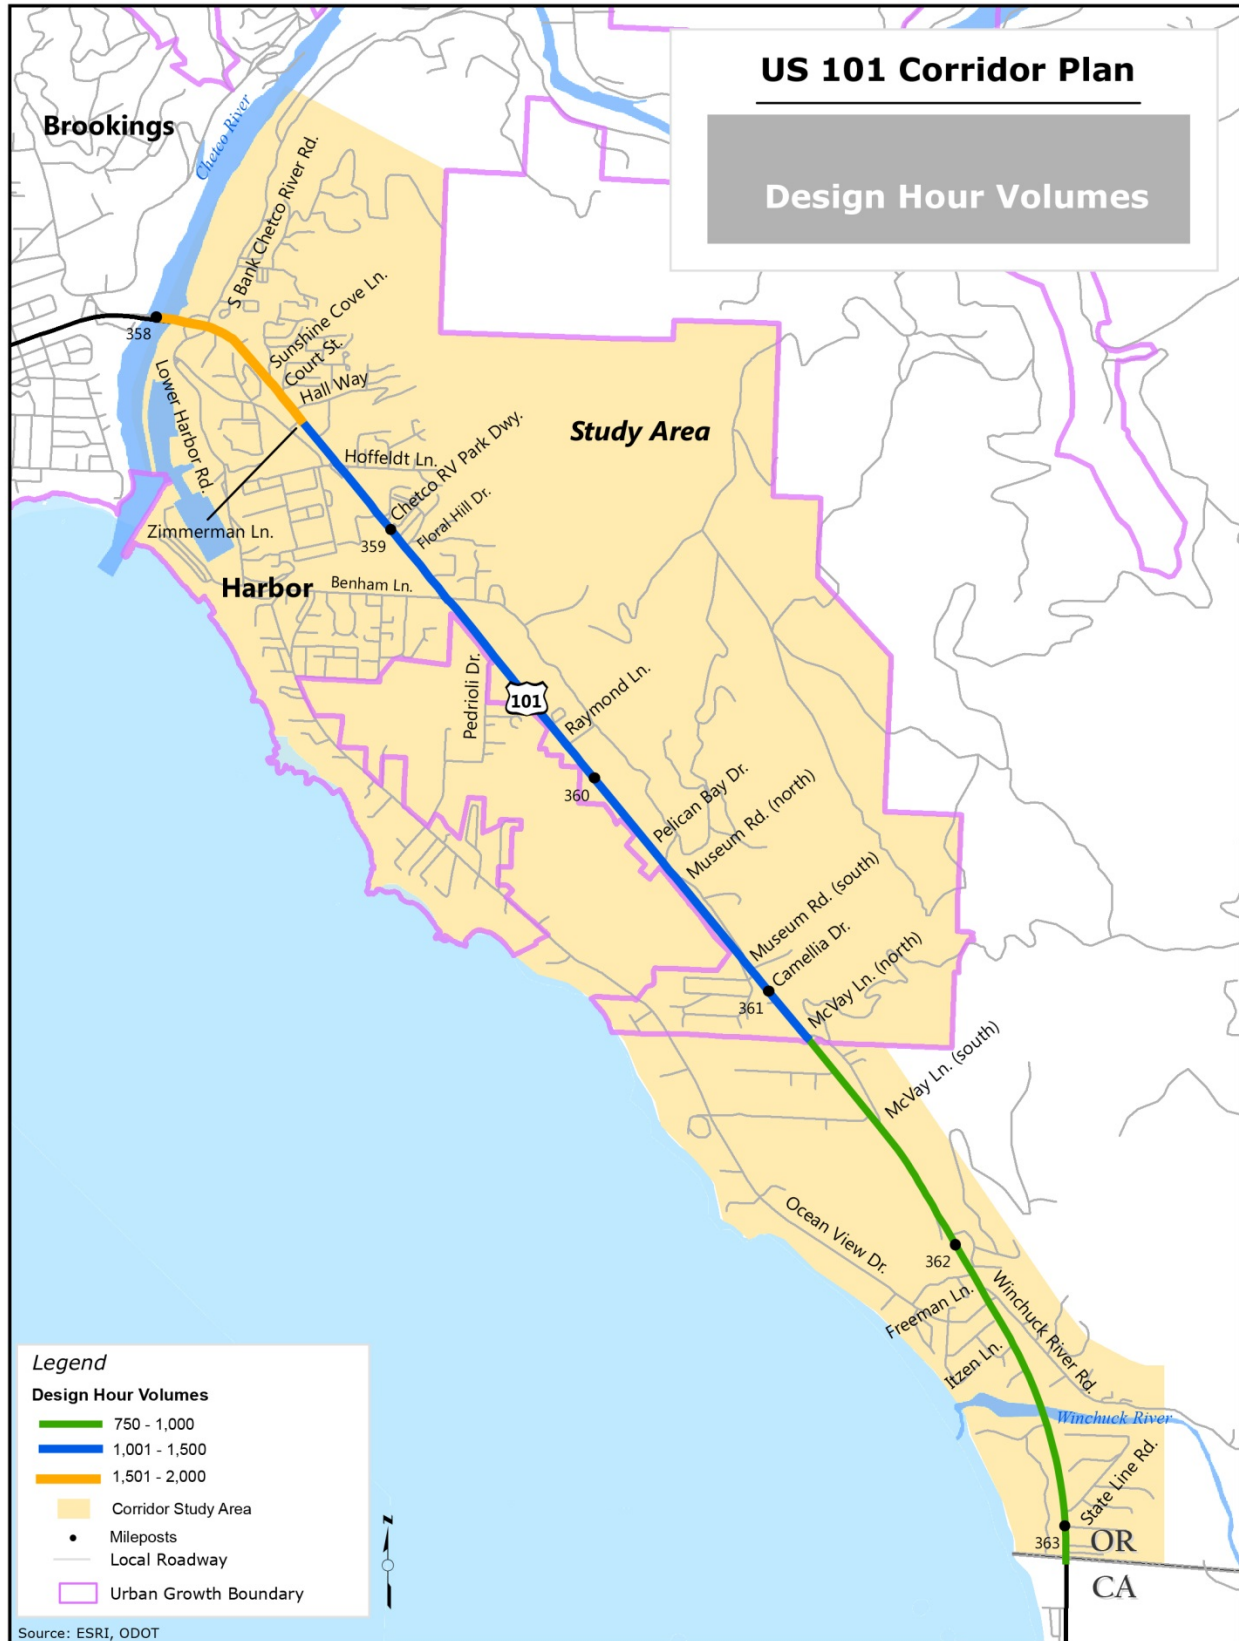 US 101 Corridor Plan
Design Hour Volumes
Brookings
Chetco River
S Bank Chetco River Rd.
358
Sunshine Cove Ln.
Court St.
Hall Way
Lower Harbor Rd.
Study Area
Hoffeldt Ln.
Chetco RV Park Dwy.
Zimmerman Ln.
359
Floral Hill Dr.
Harbor
Benham Ln.
Pedrioli Dr.
101
Raymond Ln.
360
Pelican Bay Dr.
Museum Rd. (north)
Museum Rd. (south)
Camellia Dr.
361
McVay Ln. (north)
McVay Ln. (south)
Ocean View Dr.
362
Freeman Ln.
Winchuck River Rd.
Itzen Ln.
Winchuck River
State Line Rd.
363
OR
CA
Legend
Design Hour Volumes
750 - 1,000
1,001 - 1,500
1,501 - 2,000
Corridor Study Area
Mileposts
Local Roadway
Urban Growth Boundary
z
Source: ESRI, ODOT